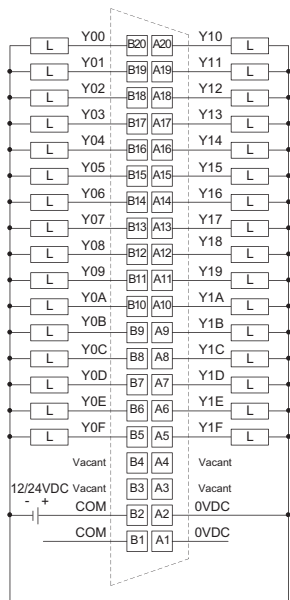 L Y00 B20 A20 Y10 L
L Y01 B19 A19 Y11 L
L Y02 B18 A18 Y12 L
L Y03 B17 A17 Y13 L
L Y04 B16 A16 Y14 L
L Y05 B15 A15 Y15 L
L Y06 B14 A14 Y16 L
L Y07 B13 A13 Y17 L
L Y08 B12 A12 Y18 L
L Y09 B11 A11 Y19 L
L Y0A B10 A10 Y1A L
L Y0B B9 A9 Y1B L
L Y0C B8 A8 Y1C L
L Y0D B7 A7 Y1D L
L Y0E B6 A6 Y1E L
L Y0F B5 A5 Y1F L
Vacant B4 A4 Vacant
12/24VDC Vacant B3 A3 Vacant
- + COM B2 A2 0VDC
COM B1 A1 0VDC